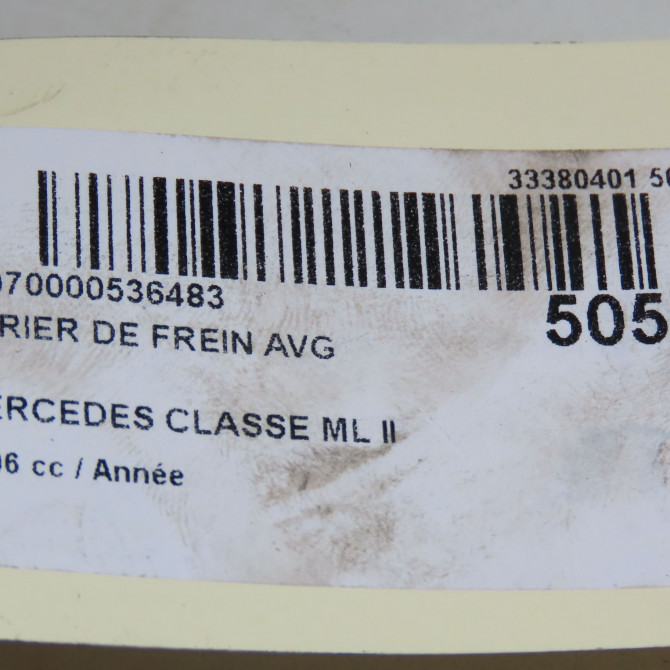 33380401 50
070000536483
505
RIER DE FREIN AVG
ERCEDES CLASSE ML II
06 cc / Année